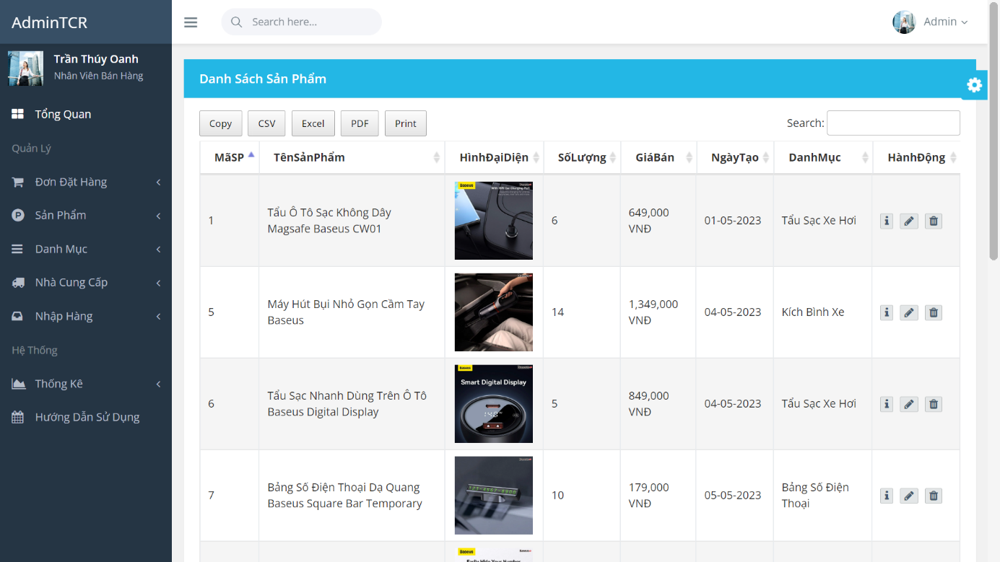 AdminTCR
Search here...
Admin
Trần Thúy Oanh
Nhân Viên Bán Hàng
Tổng Quan
Quản Lý
Đơn Đặt Hàng
Sản Phẩm
Danh Mục
Nhà Cung Cấp
Nhập Hàng
Hệ Thống
Thống Kê
Hướng Dẫn Sử Dụng
Danh Sách Sản Phẩm
Copy CSV Excel PDF Print
Search:
MãSP TênSảnPhẩm HìnhĐạiDiện SốLượng GiáBán NgàyTạo DanhMục HànhĐộng
Baseus
1 Tẩu Ô Tô Sạc Không Dây 6 649,000 01-05-2023 Tẩu Sạc Xe Hơi
Magsafe Baseus CW01 VNĐ
5 Máy Hút Bụi Nhỏ Gọn Cầm Tay 14 1,349,000 04-05-2023 Kích Bình Xe
Baseus VNĐ
Baseus
Smart Digital Display
6 Tẩu Sạc Nhanh Dùng Trên Ô Tô 5 849,000 04-05-2023 Tẩu Sạc Xe Hơi
Baseus Digital Display VNĐ
7 Bảng Số Điện Thoại Dạ Quang 10 179,000 05-05-2023 Bảng Số Điện
Baseus Square Bar Temporary VNĐ Thoại
Baseus
Easily Hide Your Number